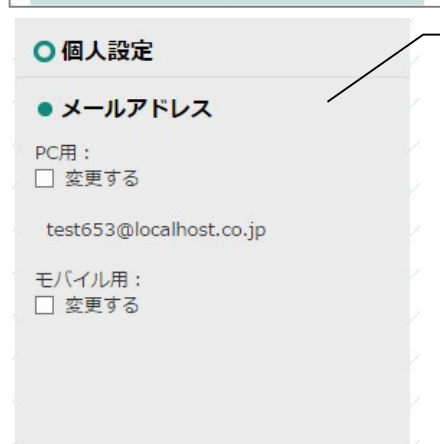 個人設定
メールアドレス
PC用：
変更する
test653@localhost.co.jp
モバイル用：
変更する